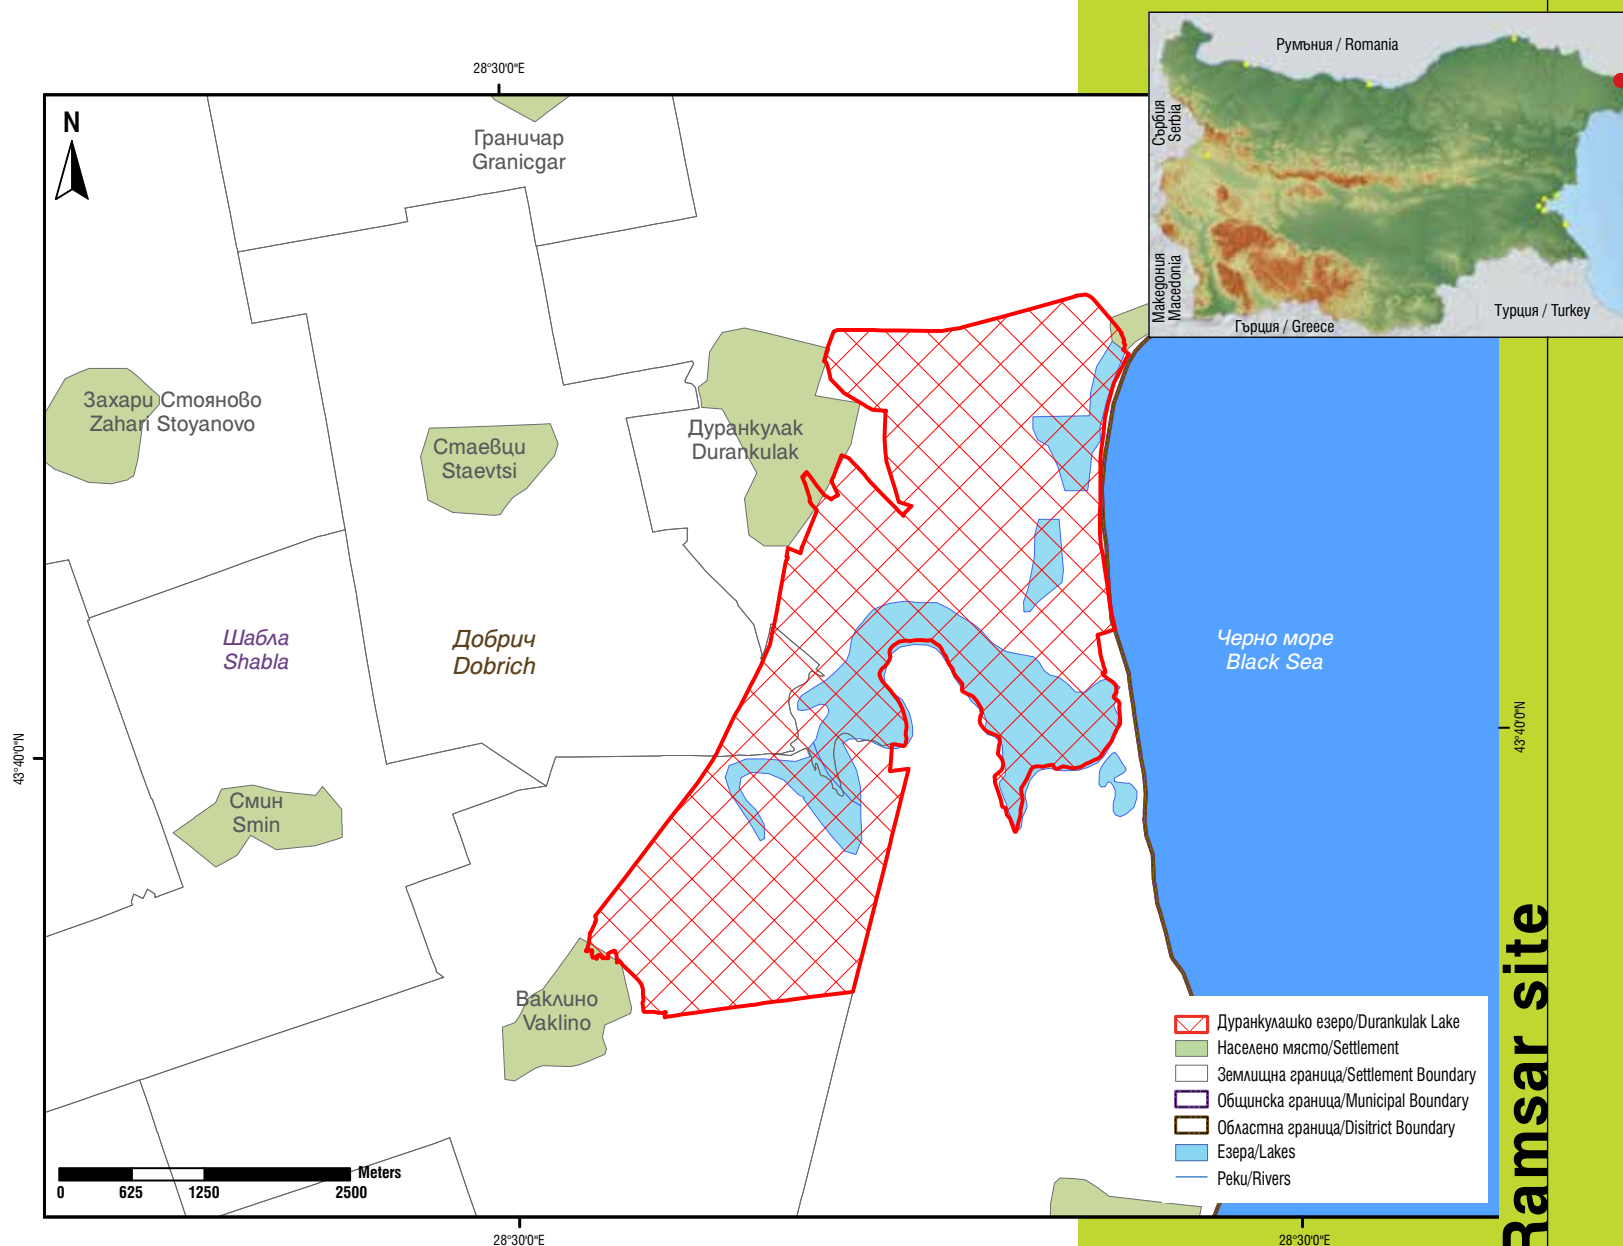 28°30'0"E
Румъния / Romania
Сърбия
Serbia
Македония
Macedonia
Гърция / Greece
Турция / Turkey
N
Граничар
Granicgar
Захари Стояново
Zahari Stoyanovo
Стаевци
Staevtsi
Дуранкулак
Durankulak
Шабла
Shabla
Добрич
Dobrich
Черно море
Black Sea
43°40'0"N
43°40'0"N
Смин
Smin
Ваклино
Vaklino
Дуранкулашко езеро/Durankulak Lake
Населено място/Settlement
Землищна граница/Settlement Boundary
Общинска граница/Municipal Boundary
Областна граница/Disitrict Boundary
Езера/Lakes
Реки/Rivers
Meters
0 625 1250 2500
28°30'0"E
28°30'0"E
Ramsar site